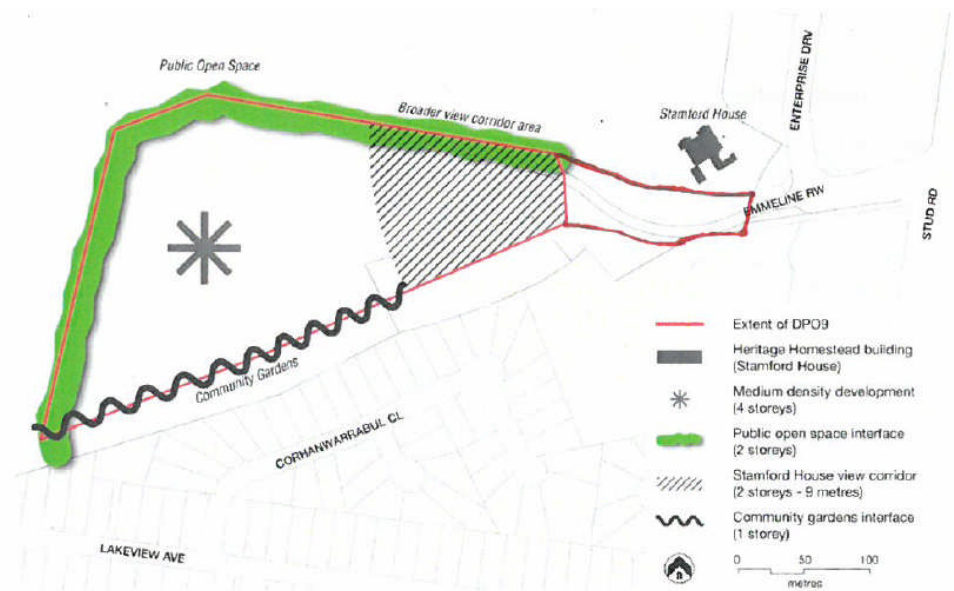 Public Open Space
Broader view corridor area
Stamford House
ENTERPRISE DRV
EMMELINE RW
STUD RD
Community Gardens
CORHANWARRABUL CL
LAKEVIEW AVE
Extent of DPO9
Heritage Homestead building
(Stamford House)
Medium density development
(4 storeys)
Public open space interface
(2 storeys)
Stamford House view corridor
(2 storeys - 9 metres)
Community gardens interface
(1 storey)
0 50 100
metres